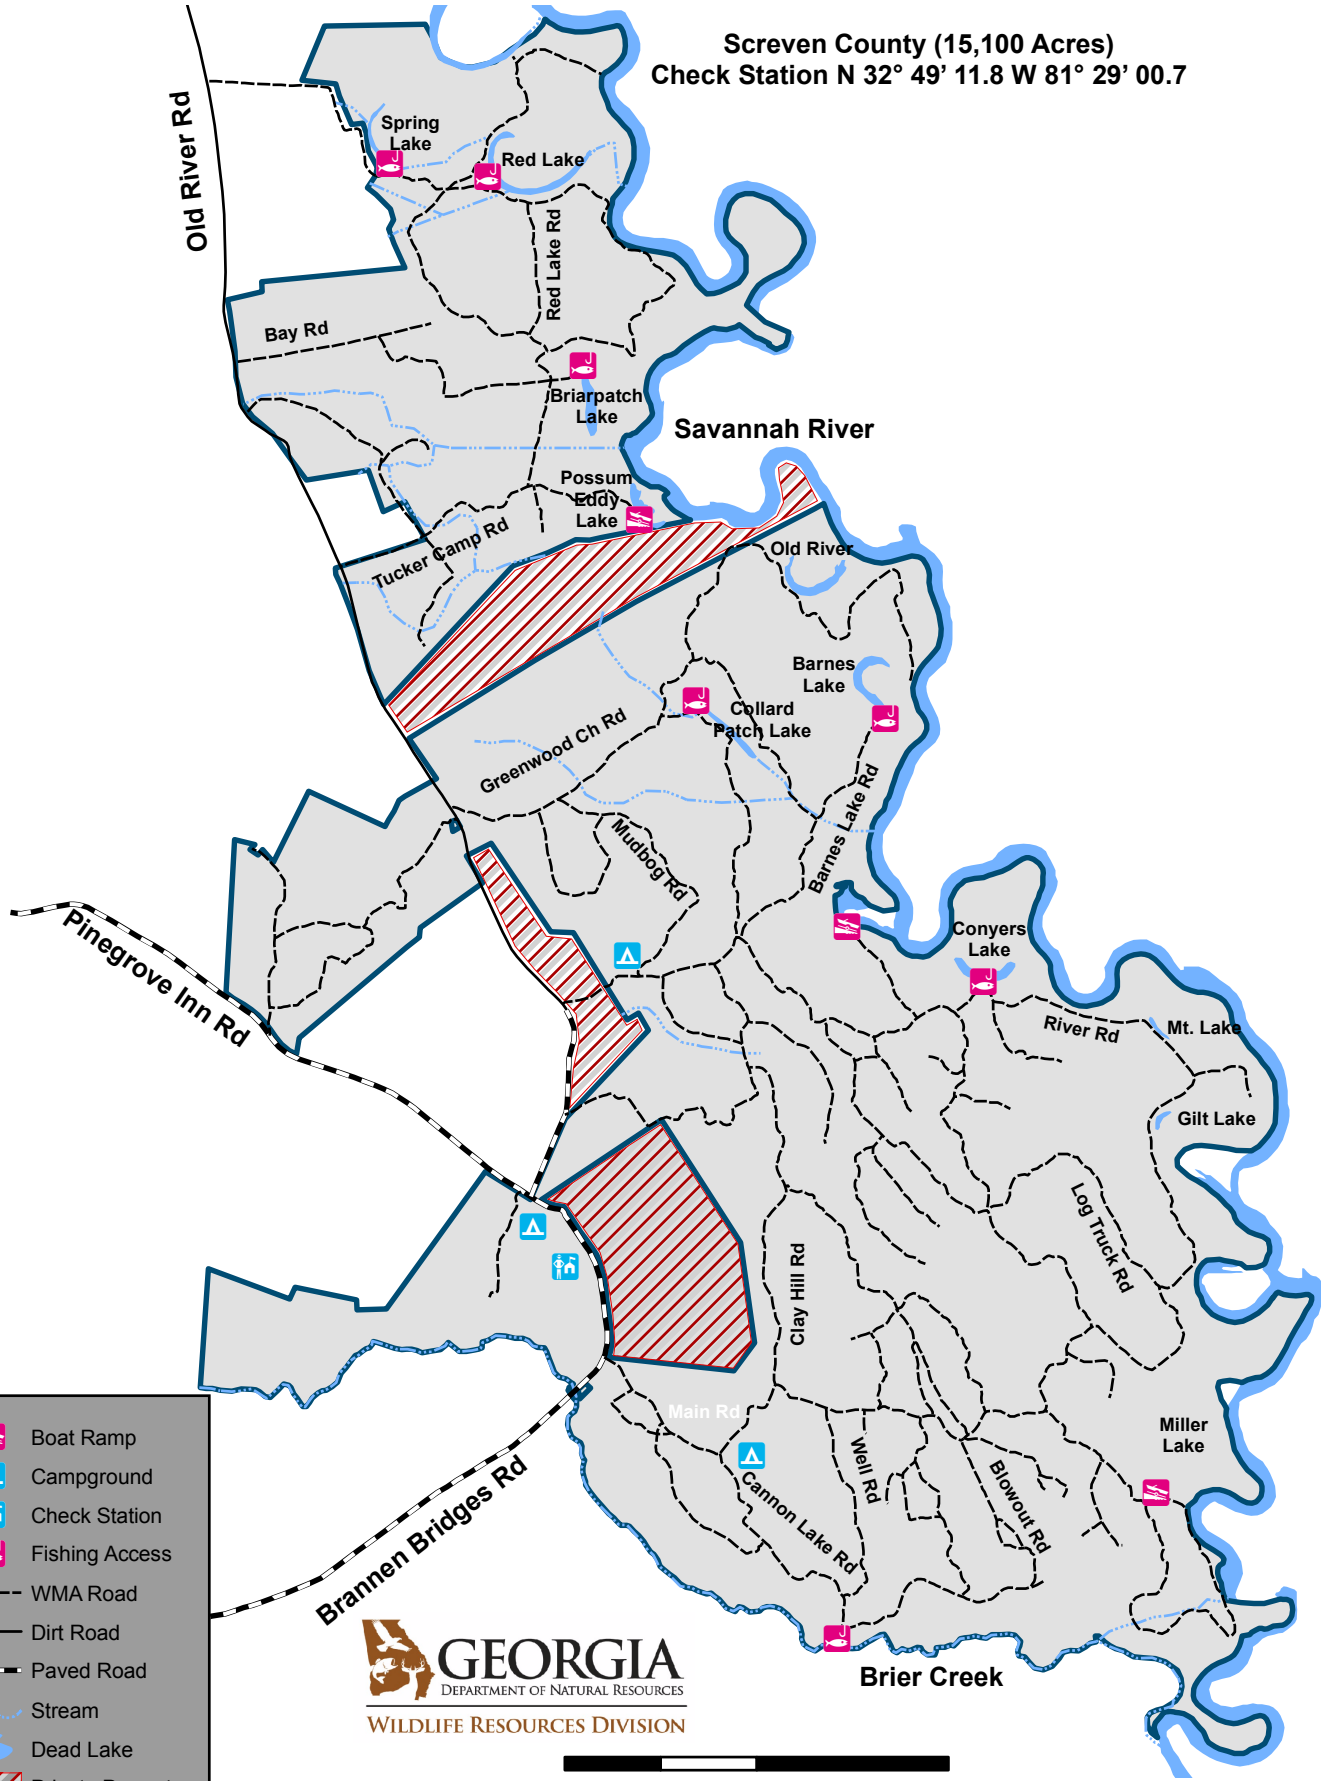 Screven County (15,100 Acres)
Check Station N 32° 49' 11.8 W 81° 29' 00.7
Old River Rd
Spring
Lake
Red Lake
Red Lake Rd
Bay Rd
Briarpatch
Lake
Savannah River
Possum
Eddy
Lake
Tucker Camp Rd
Old River
Barnes
Lake
Collard
Patch Lake
Greenwood Ch Rd
Barnes Lake Rd
Mudbog Rd
Pinegrove Inn Rd
Conyers
Lake
River Rd
Mt. Lake
Gilt Lake
Log Truck Rd
Clay Hill Rd
Main Rd
Miller
Lake
Well Rd
Blowout Rd
Cannon Lake Rd
Brannen Bridges Rd
Brier Creek
Boat Ramp
Campground
Check Station
Fishing Access
WMA Road
Dirt Road
Paved Road
Stream
Dead Lake
GEORGIA
DEPARTMENT OF NATURAL RESOURCES
WILDLIFE RESOURCES DIVISION